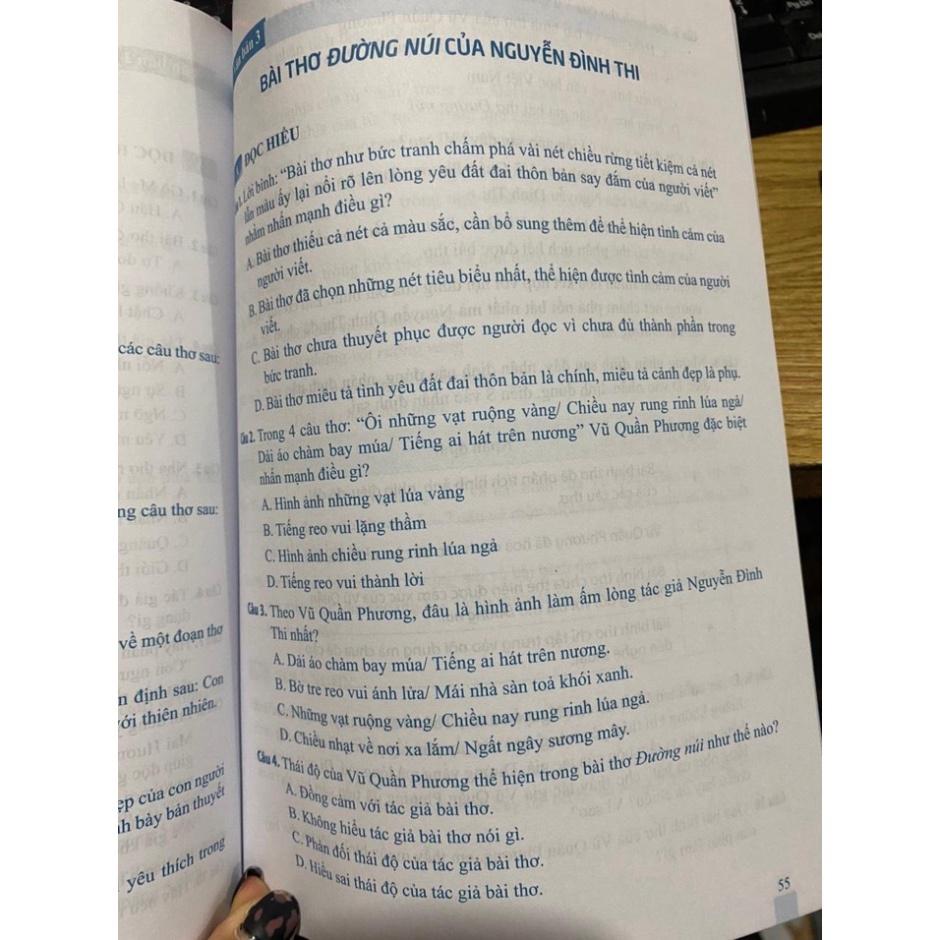 bản 3
BÀI THƠ ĐƯỜNG NÚI CỦA NGUYỄN ĐÌNH THI
ĐỌC HIỂU
Lời bình: “Bài thơ như bức tranh chấm phá vài nét chiều rừng tiết kiệm cả nét
lẫn màu ấy lại nổi rõ lên lòng yêu đất đai thôn bản say đắm của người viết”
nhằm nhấn mạnh điều gì?
A. Bài thơ thiếu cả nét cả màu sắc, cần bổ sung thêm để thể hiện tình cảm của
người viết.
B. Bài thơ đã chọn những nét tiêu biểu nhất, thể hiện được tình cảm của người
viết.
C. Bài thơ chưa thuyết phục được người đọc vì chưa đủ thành phần trong
bức tranh.
D. Bài thơ miêu tả tình yêu đất đai thôn bản là chính, miêu tả cảnh đẹp là phụ.
Câu 2. Trong 4 câu thơ: “Ôi những vạt ruộng vàng/ Chiều nay rung rinh lúa ngả/
Dải áo chàm bay múa/ Tiếng ai hát trên nương” Vũ Quần Phương đặc biệt
nhấn mạnh điều gì?
A. Hình ảnh những vạt lúa vàng
B. Tiếng reo vui lặng thầm
C. Hình ảnh chiều rung rinh lúa ngả
D. Tiếng reo vui thành lời
Câu 3. Theo Vũ Quần Phương, đâu là hình ảnh làm ấm lòng tác giả Nguyễn Đình
Thi nhất?
A. Dải áo chàm bay múa/ Tiếng ai hát trên nương.
B. Bờ tre reo vui ánh lửa/ Mái nhà sàn toả khói xanh.
C. Những vạt ruộng vàng/ Chiều nay rung rinh lúa ngả.
D. Chiều nhạt về nơi xa lắm/ Ngất ngây sương mây.
Câu 4. Thái độ của Vũ Quần Phương thể hiện trong bài thơ Đường núi như thế nào?
A. Đồng cảm với tác giả bài thơ.
B. Không hiểu tác giả bài thơ nói gì.
C. Phản đối thái độ của tác giả bài thơ.
D. Hiểu sai thái độ của tác giả bài thơ.
55
các câu thơ sau:
ng câu thơ sau:
về một đoạn thơ
n định sau: Con
với thiên nhiên.
ẹp của con người
nh bày bản thuyết
yêu thích trong